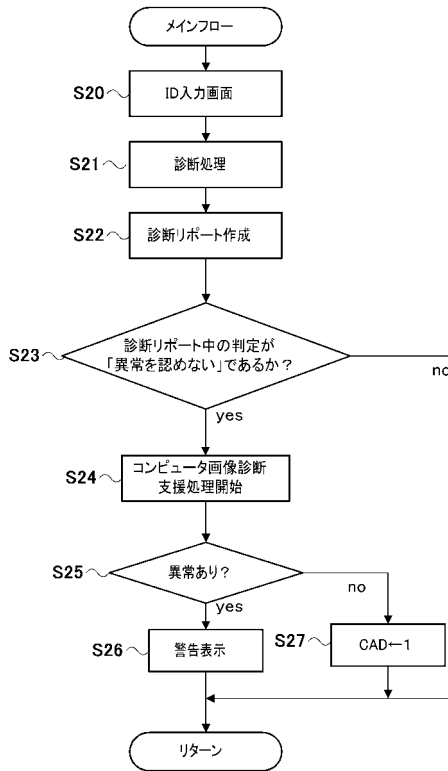 メインフロー
S20
ID入力画面
S21
診断処理
S22
診断リポート作成
S23
診断リポート中の判定が
「異常を認めない」であるか？
no
yes
S24
コンピュータ画像診断
支援処理開始
S25
異常あり？
no
yes
S26
警告表示
S27
CAD←1
リターン